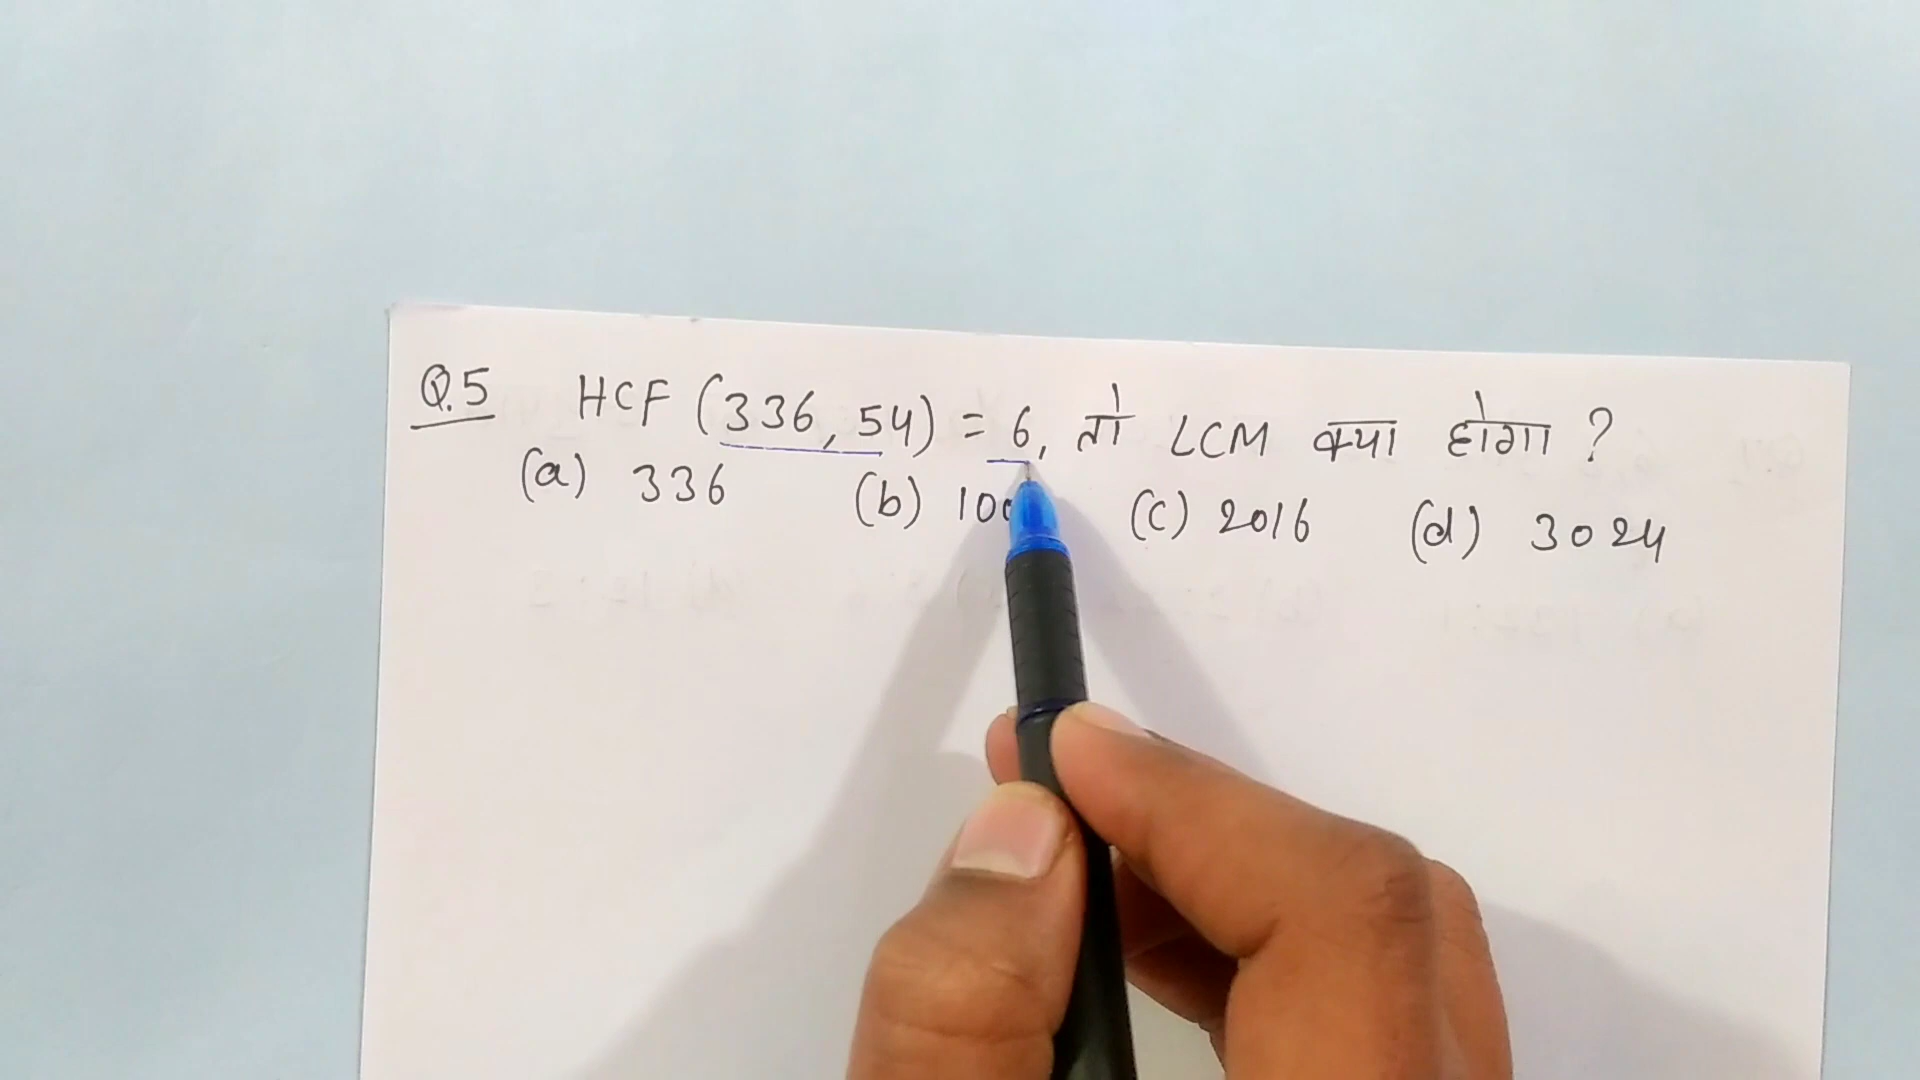 Q.5 HCF (336, 54) = 6, तो LCM क्या होगा ?
(a) 336 (b) (c) 2016 (d) 3024